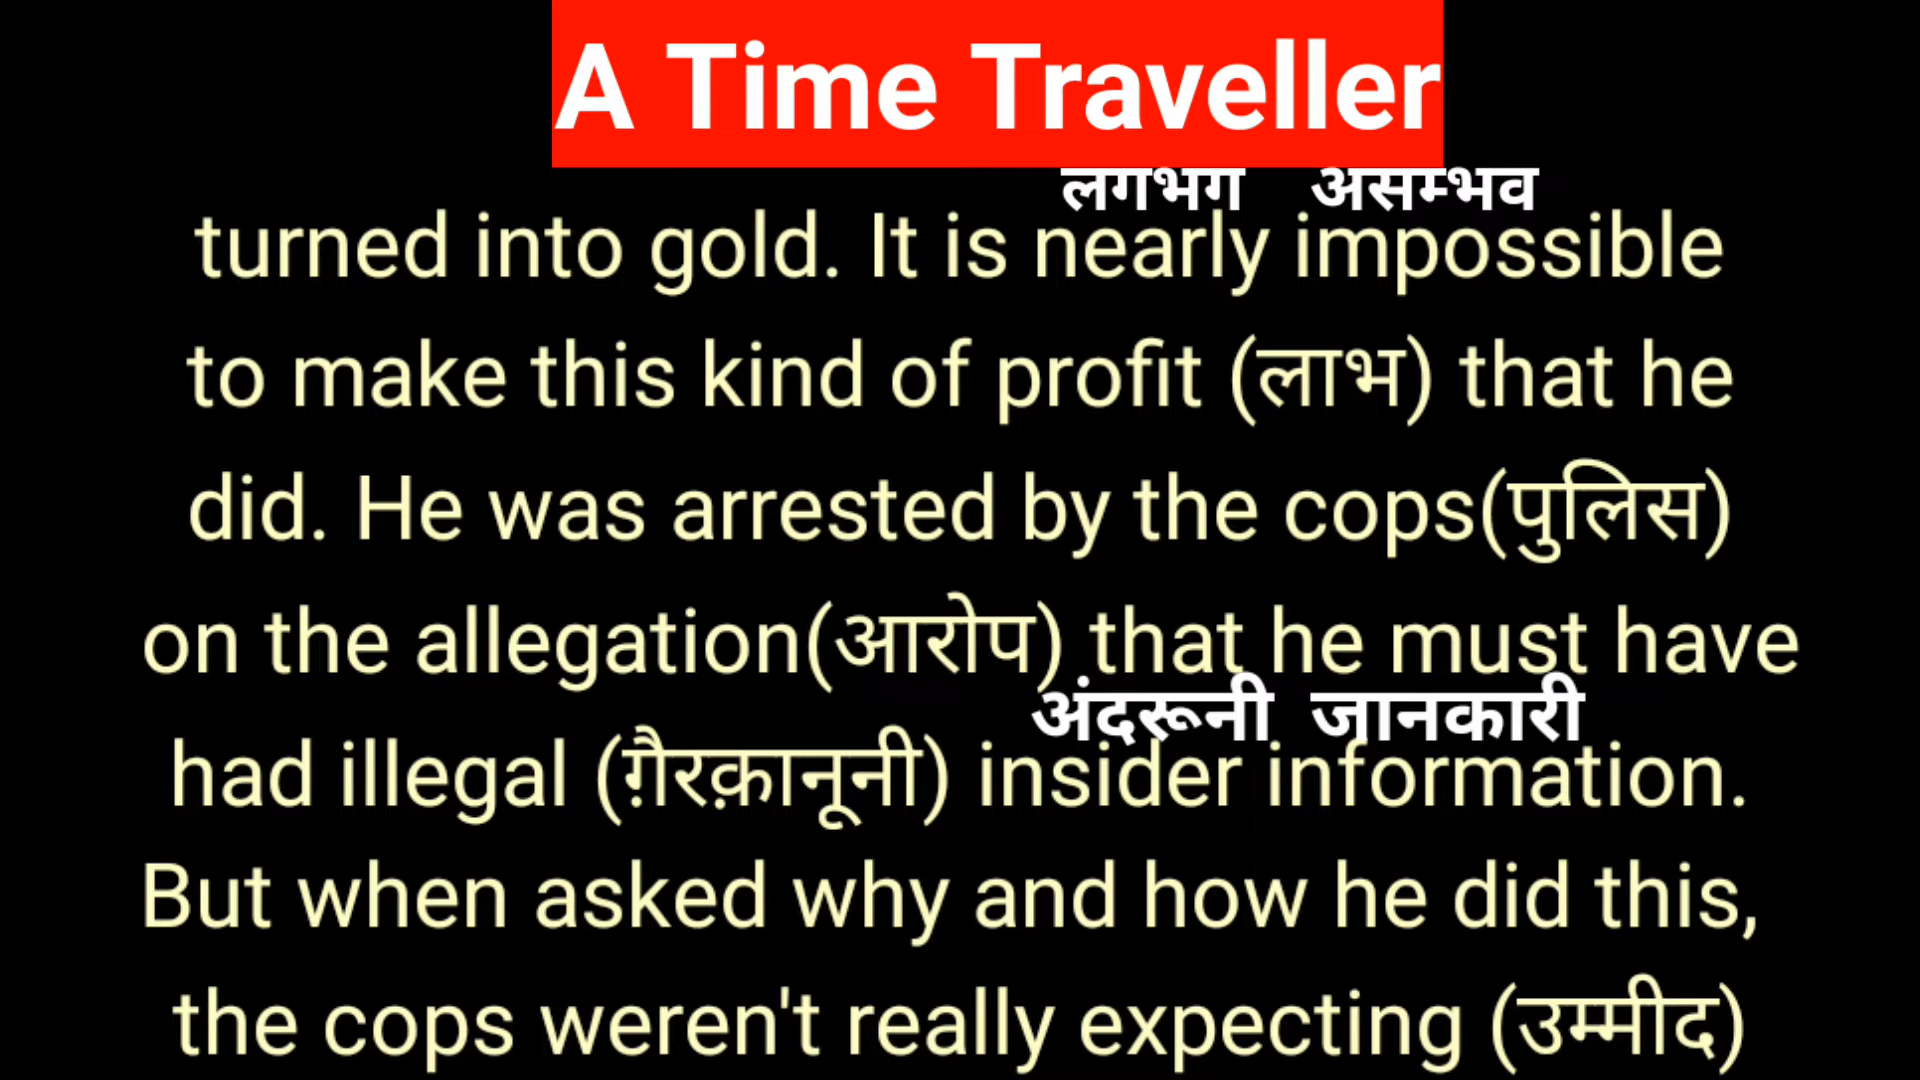 A Time Traveller
लगभग असम्भव
turned into gold. It is nearly impossible
to make this kind of profit (लाभ) that he
did. He was arrested by the cops(पुलिस)
on the allegation(आरोप) that he must have
अंदरूनी जानकारी
had illegal (ग़ैरक़ानूनी) insider information.
But when asked why and how he did this,
the cops weren't really expecting (उम्मीद)